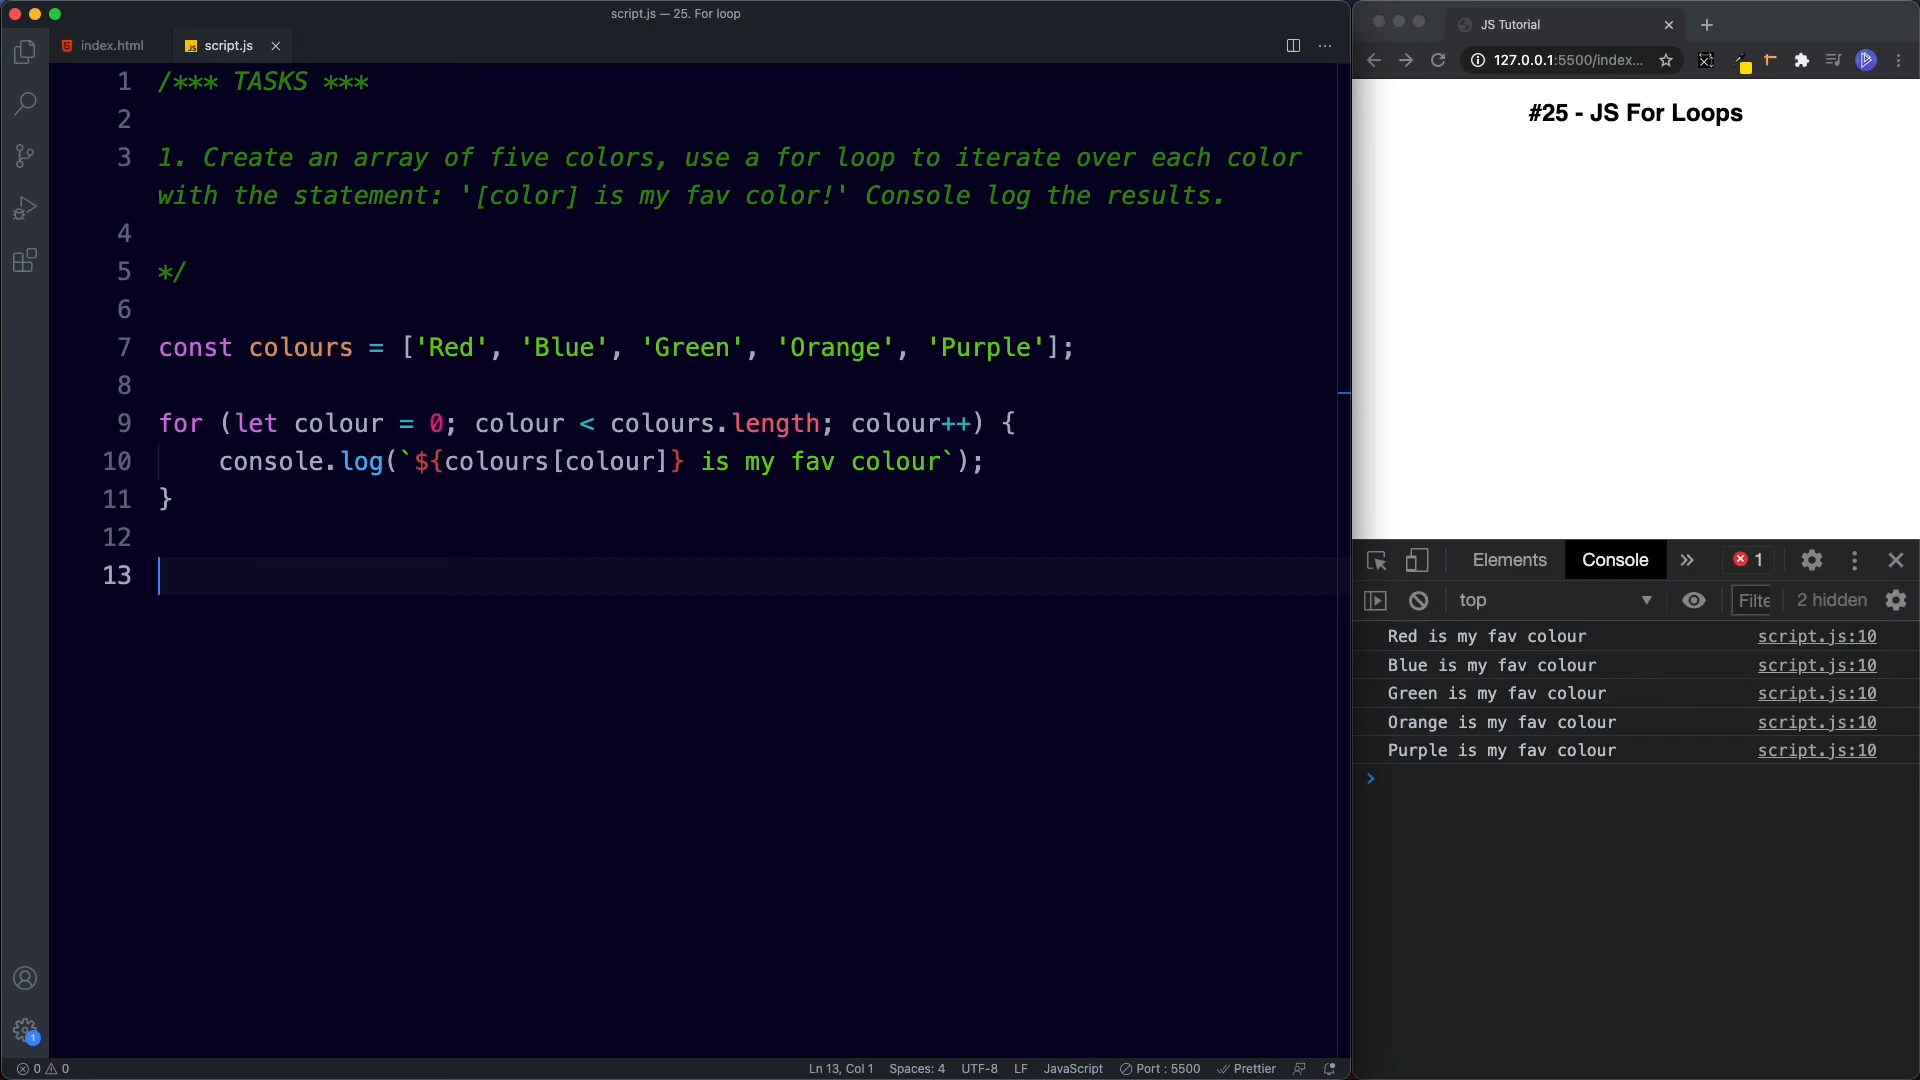 script.js — 25. For loop
index.html
script.js
1 /*** TASKS ***
2
3 1. Create an array of five colors, use a for loop to iterate over each color
with the statement: '[color] is my fav color!' Console log the results.
4
5 */
6
7 const colours = ['Red', 'Blue', 'Green', 'Orange', 'Purple'];
8
9 for (let colour = 0; colour < colours.length; colour++) {
10 console.log(`${colours[colour]} is my fav colour`);
11 }
12
13
1
0 0
Ln 13, Col 1 Spaces: 4 UTF-8 LF JavaScript Port : 5500 Prettier
JS Tutorial
127.0.0.1:5500/index...
#25 - JS For Loops
Elements Console 1
top Filte 2 hidden
Red is my fav colour script.js:10
Blue is my fav colour script.js:10
Green is my fav colour script.js:10
Orange is my fav colour script.js:10
Purple is my fav colour script.js:10